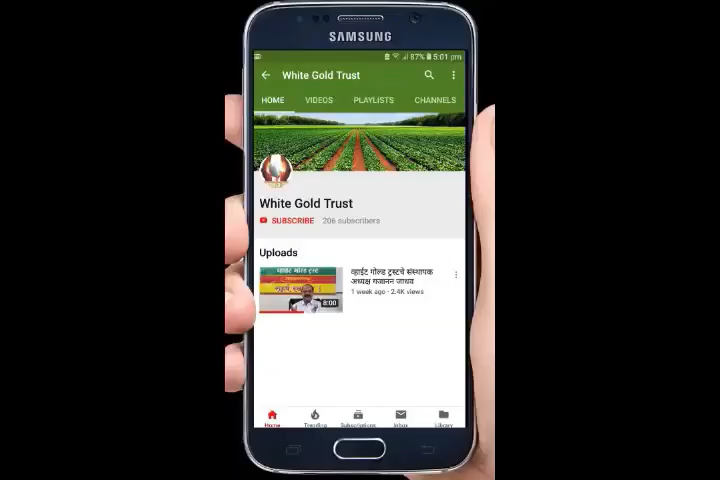 SAMSUNG
87% 5:01 pm
White Gold Trust
HOME VIDEOS PLAYLISTS CHANNELS
White Gold Trust
SUBSCRIBE 206 subscribers
Uploads
व्हाईट गोल्ड ट्रस्ट
8:00
व्हाईट गोल्ड ट्रस्टचे संस्थापक
अध्यक्ष गजानन जाधव
1 week ago · 2.4K views
Home Trending Subscriptions Inbox Library